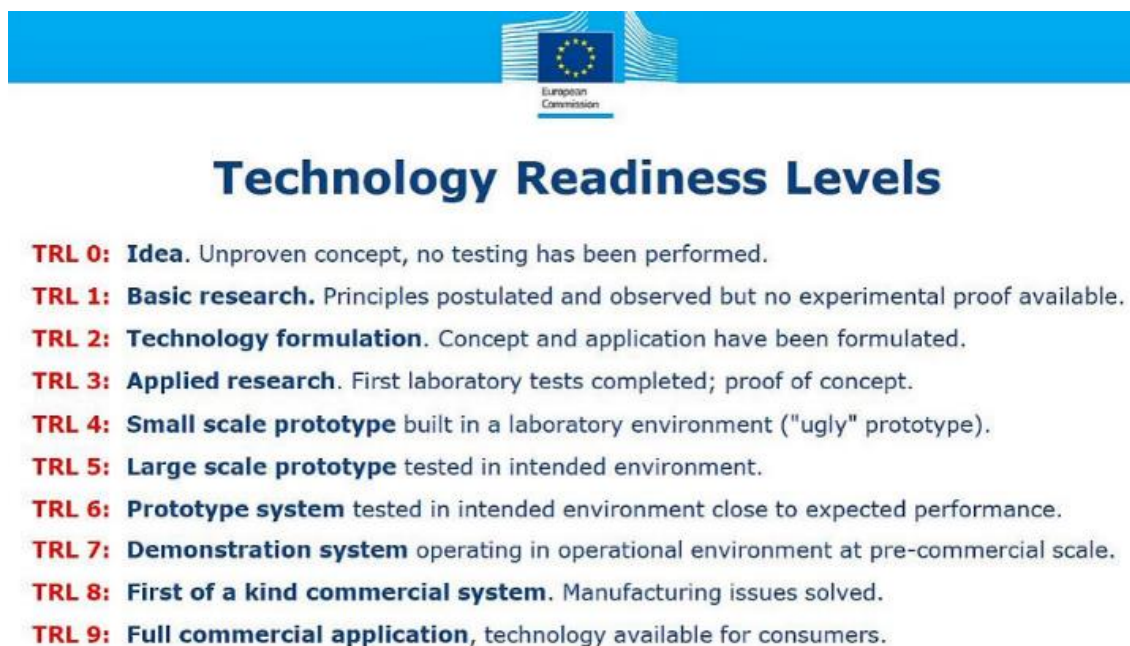 European
Commission
Technology Readiness Levels
TRL 0: Idea. Unproven concept, no testing has been performed.
TRL 1: Basic research. Principles postulated and observed but no experimental proof available.
TRL 2: Technology formulation. Concept and application have been formulated.
TRL 3: Applied research. First laboratory tests completed; proof of concept.
TRL 4: Small scale prototype built in a laboratory environment ("ugly" prototype).
TRL 5: Large scale prototype tested in intended environment.
TRL 6: Prototype system tested in intended environment close to expected performance.
TRL 7: Demonstration system operating in operational environment at pre-commercial scale.
TRL 8: First of a kind commercial system. Manufacturing issues solved.
TRL 9: Full commercial application, technology available for consumers.